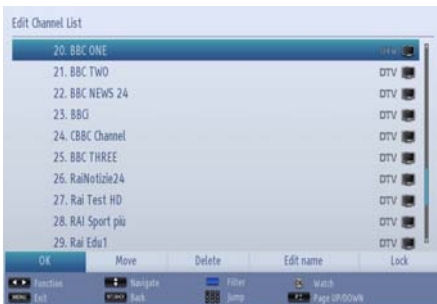 Edit Channel List
20. BBC ONE DTV
21. BBC TWO DTV
22. BBC NEWS 24 DTV
23. BBCi DTV
24. CBBC Channel DTV
25. BBC THREE DTV
26. RaiNotizie24 DTV
27. Rai Test HD DTV
28. RAI Sport più DTV
29. Rai Edu1 DTV
OK Move Delete Edit name Lock
Function Navigate Filter Watch
MENU Exit Back Jump Page UP/DOWN